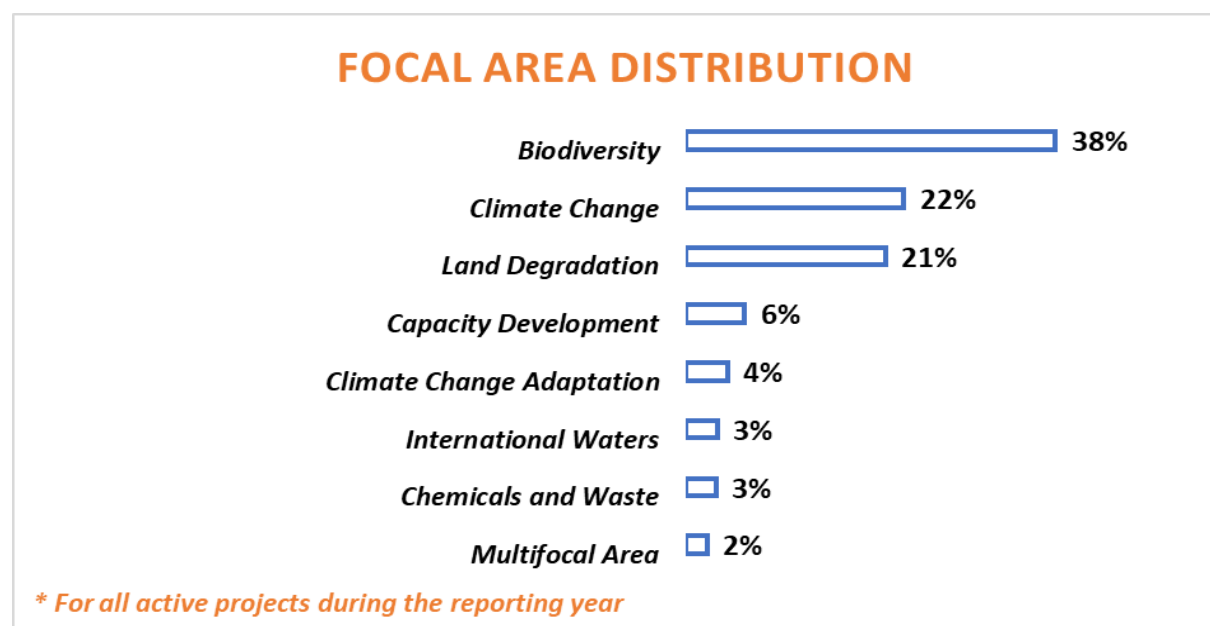 FOCAL AREA DISTRIBUTION
Biodiversity 38%
Climate Change 22%
Land Degradation 21%
Capacity Development 6%
Climate Change Adaptation 4%
International Waters 3%
Chemicals and Waste 3%
Multifocal Area 2%
* For all active projects during the reporting year